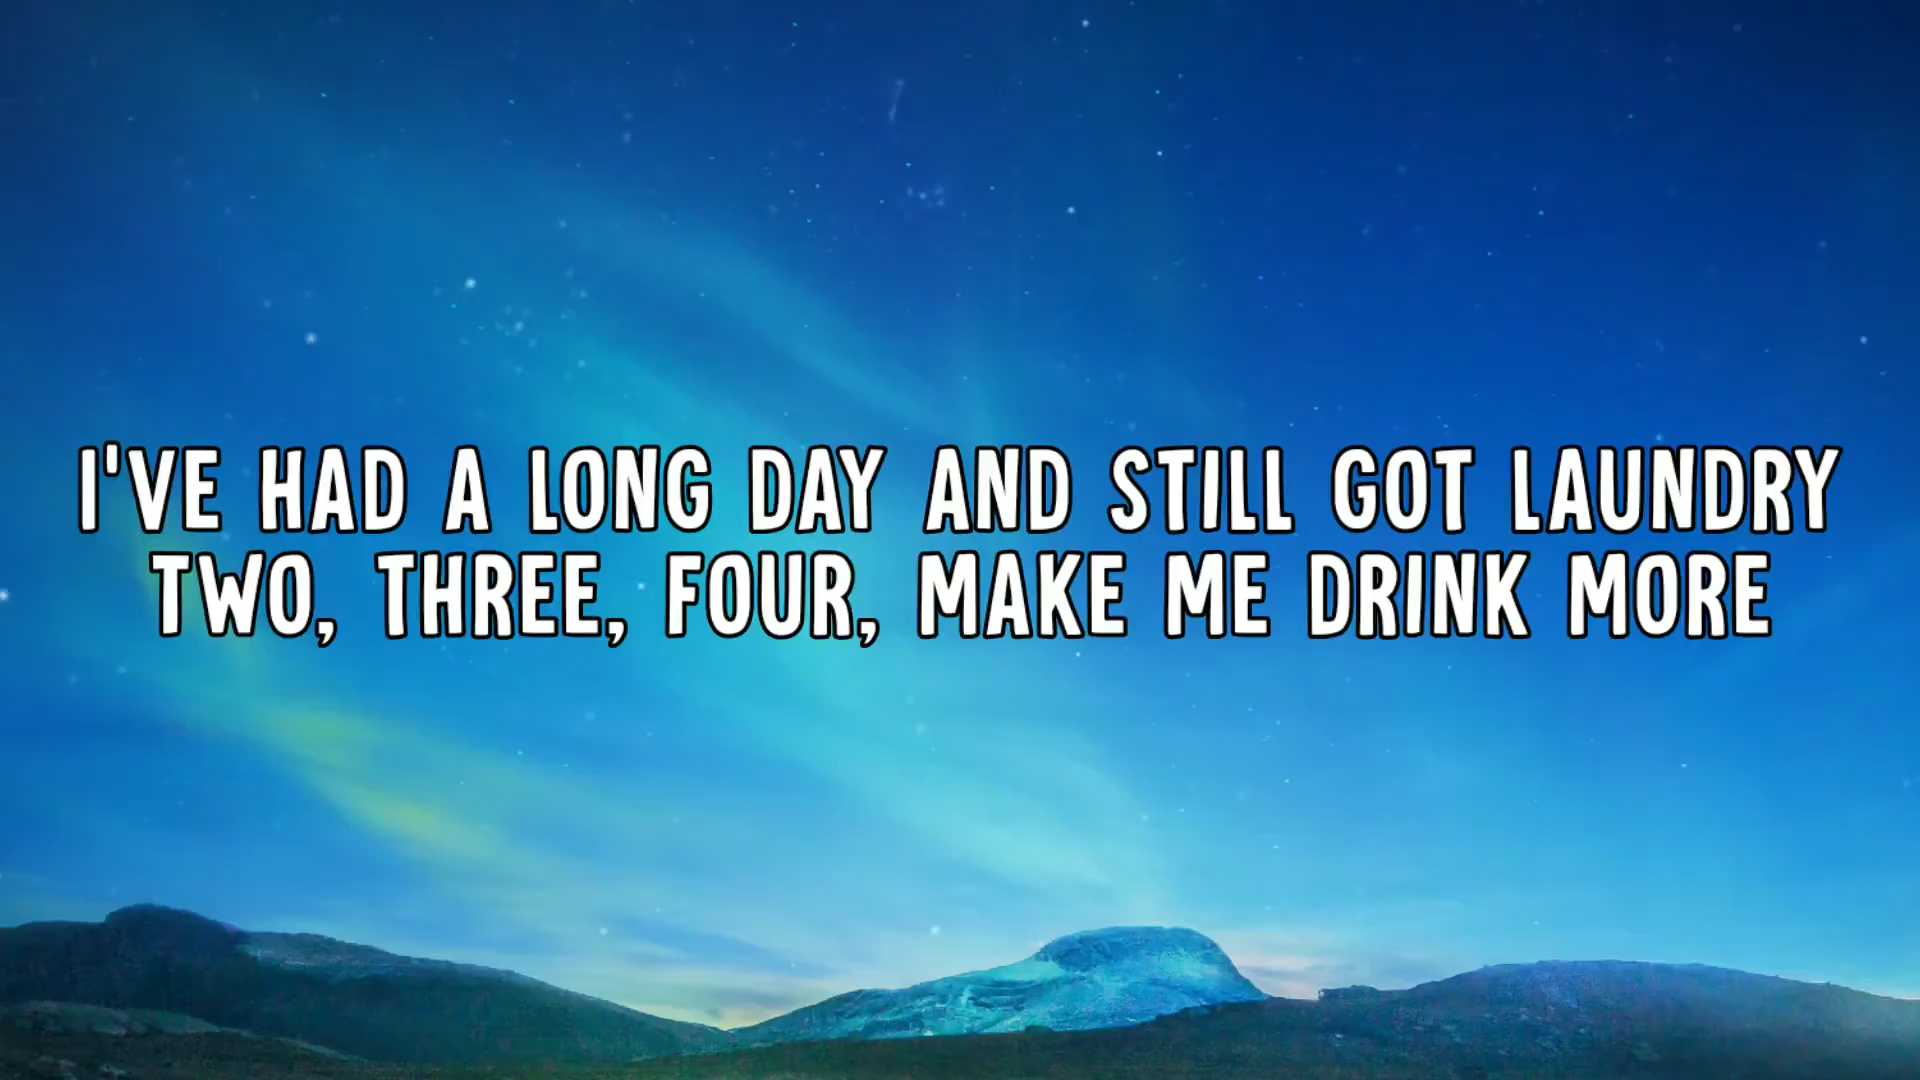 I'VE HAD A LONG DAY AND STILL GOT LAUNDRY
TWO, THREE, FOUR, MAKE ME DRINK MORE